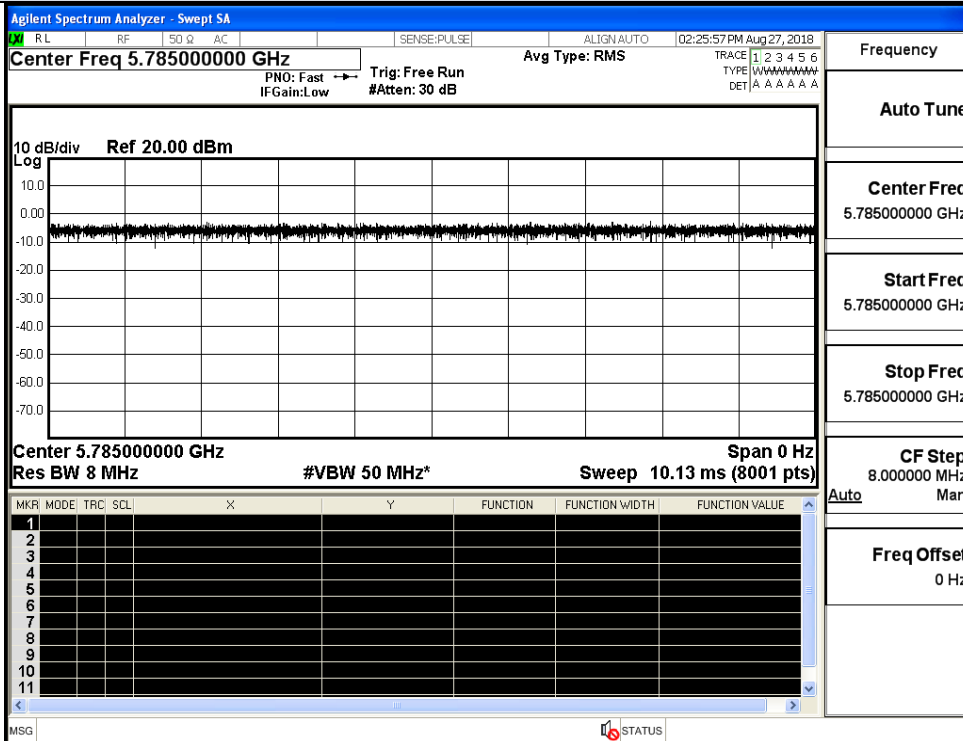 Agilent Spectrum Analyzer - Swept SA
LXI RL RF 50 Ω AC SENSE:PULSE ALIGN AUTO 02:25:57 PM Aug 27, 2018
Center Freq 5.785000000 GHz Avg Type: RMS TRACE 1 2 3 4 5 6
PNO: Fast Trig: Free Run TYPE WWWWWW
IFGain:Low #Atten: 30 dB DET A A A A A A
10 dB/div Ref 20.00 dBm
Log
10.0
0.00
-10.0
-20.0
-30.0
-40.0
-50.0
-60.0
-70.0
Center 5.785000000 GHz Span 0 Hz
Res BW 8 MHz #VBW 50 MHz* Sweep 10.13 ms (8001 pts)
MKR MODE TRC SCL X Y FUNCTION FUNCTION WIDTH FUNCTION VALUE
1
2
3
4
5
6
7
8
9
10
11
MSG STATUS
Frequency
Auto Tune
Center Freq
5.785000000 GHz
Start Freq
5.785000000 GHz
Stop Freq
5.785000000 GHz
CF Step
8.000000 MHz
Auto Man
Freq Offset
0 Hz